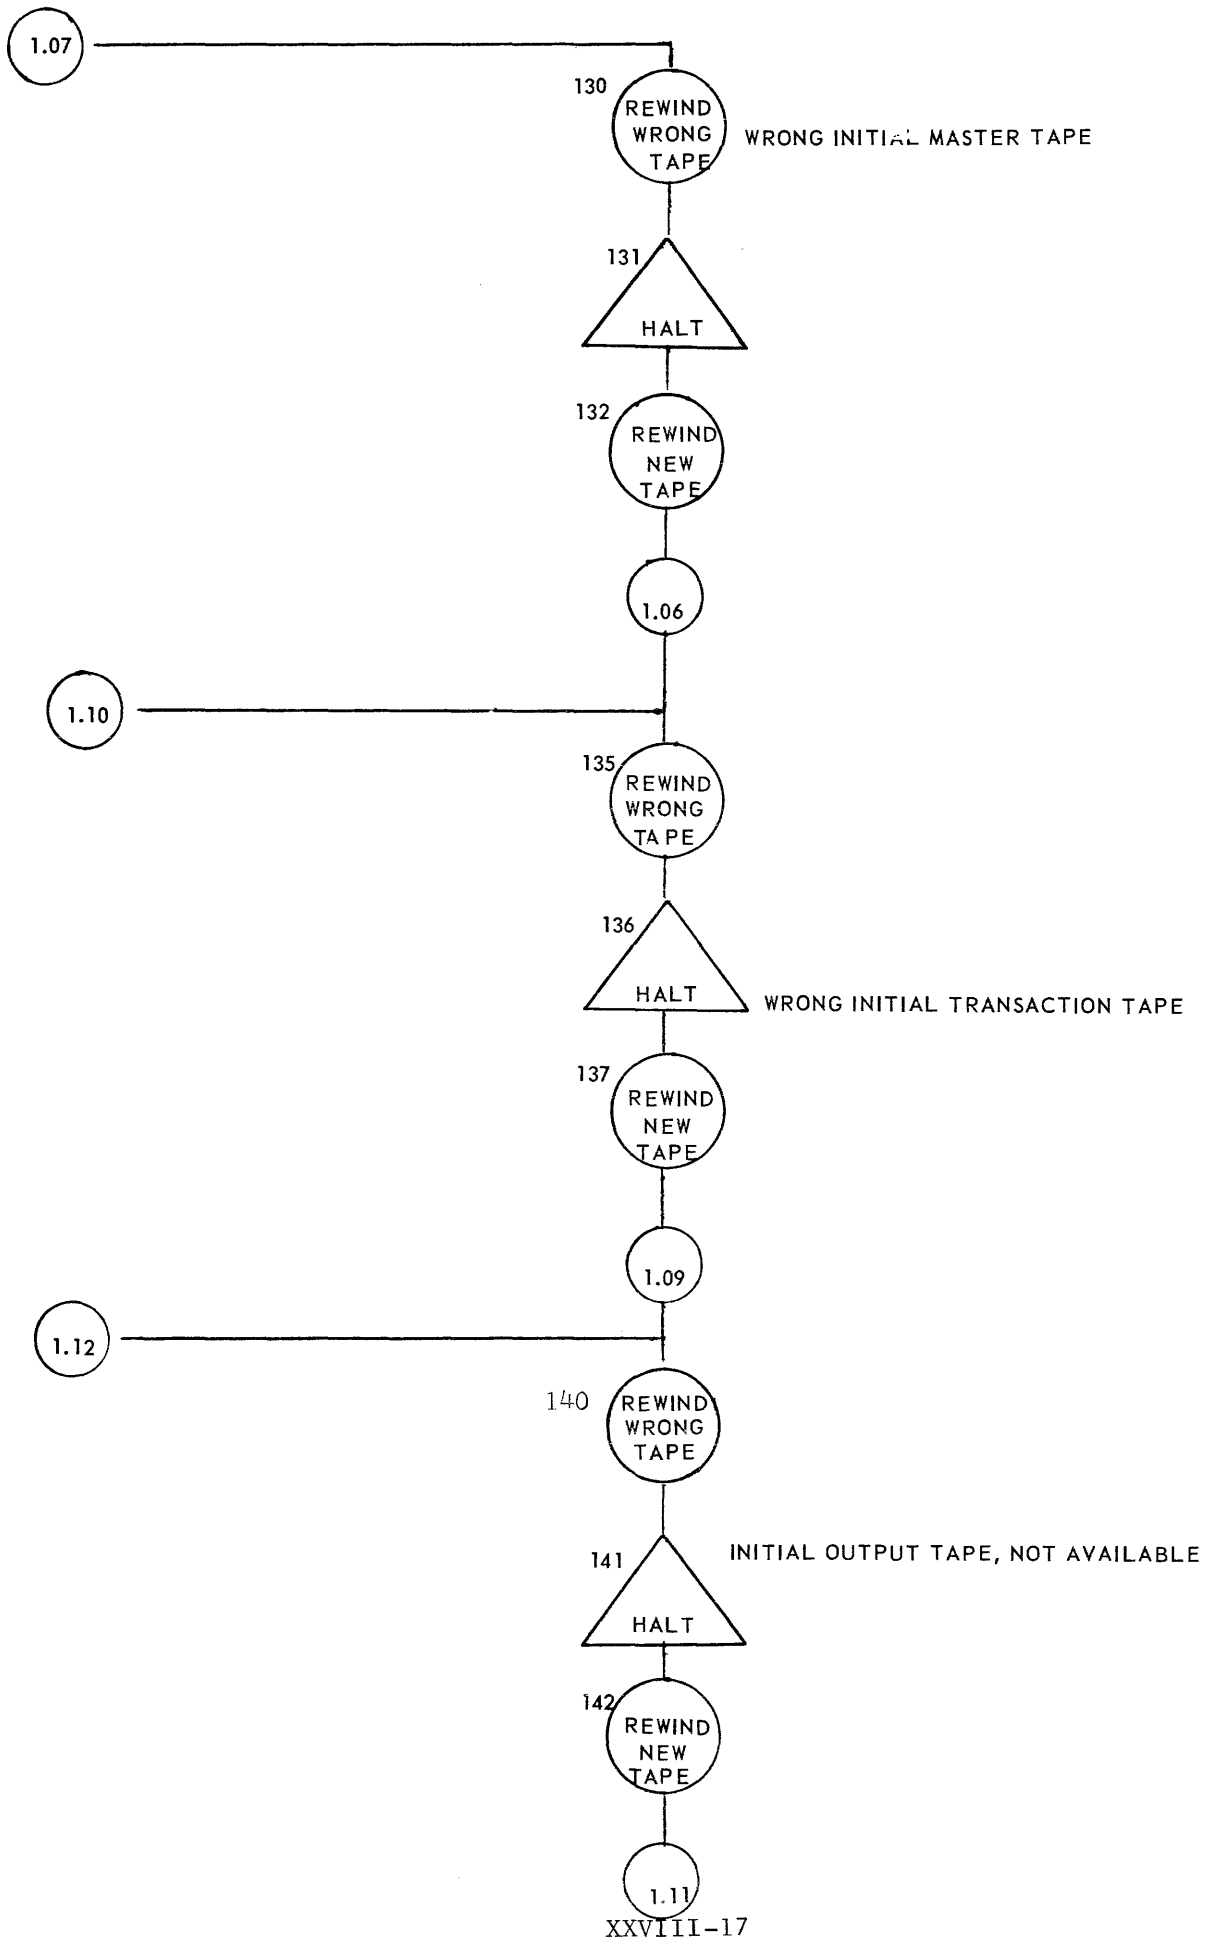 1.07
130
REWIND
WRONG
TAPE
WRONG INITIAL MASTER TAPE
131
HALT
132
REWIND
NEW
TAPE
1.06
1.10
135
REWIND
WRONG
TAPE
136
HALT
WRONG INITIAL TRANSACTION TAPE
137
REWIND
NEW
TAPE
1.09
1.12
140
REWIND
WRONG
TAPE
141
INITIAL OUTPUT TAPE, NOT AVAILABLE
HALT
142
REWIND
NEW
TAPE
1.11
XXVIII-17